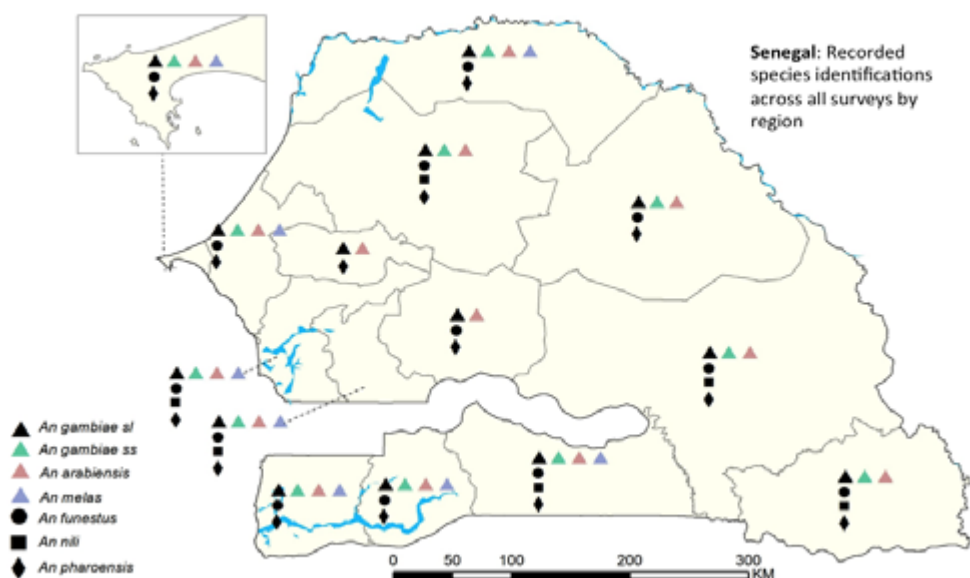 Senegal: Recorded
species identifications
across all surveys by
region
An gambiae sl
An gambiae ss
An arabiensis
An melas
An funestus
An nili
An pharoensis
0 50 100 200 300
KM